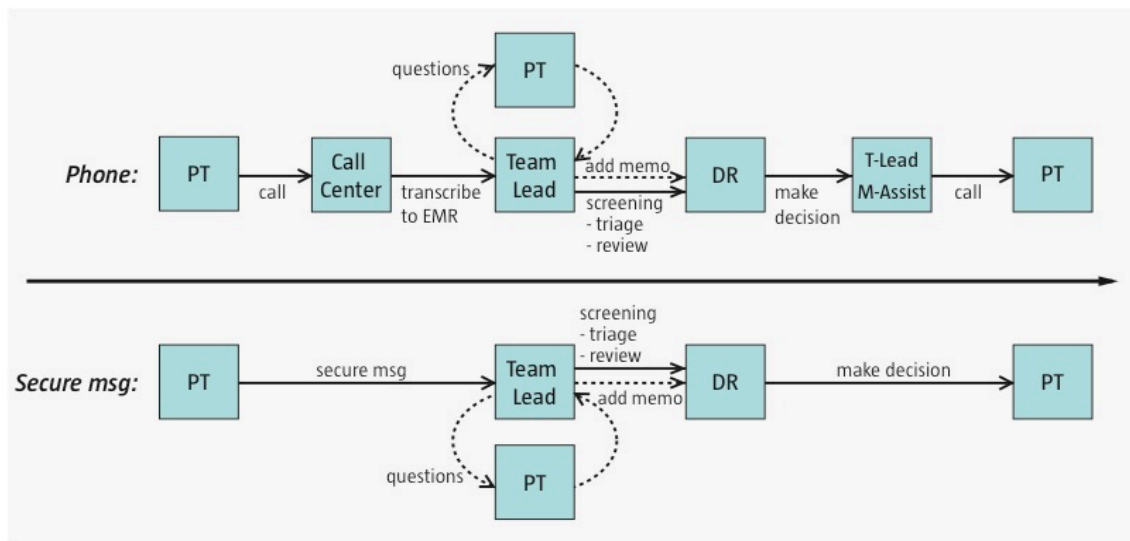 questions
PT
Phone:
PT
call
Call
Center
transcribe
to EMR
Team
Lead
add memo
screening
- triage
- review
DR
make
decision
T-Lead
M-Assist
call
PT
Secure msg:
PT
secure msg
Team
Lead
screening
- triage
- review
add memo
DR
make decision
PT
questions
PT